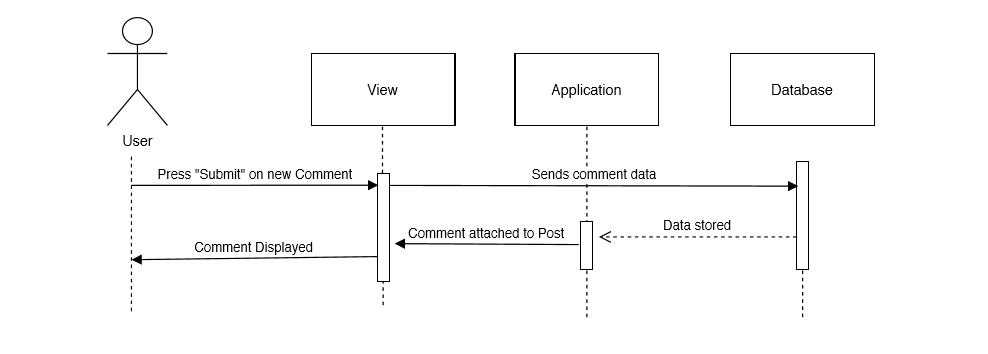 View
Application
Database
User
Press "Submit" on new Comment
Sends comment data
Data stored
Comment attached to Post
Comment Displayed